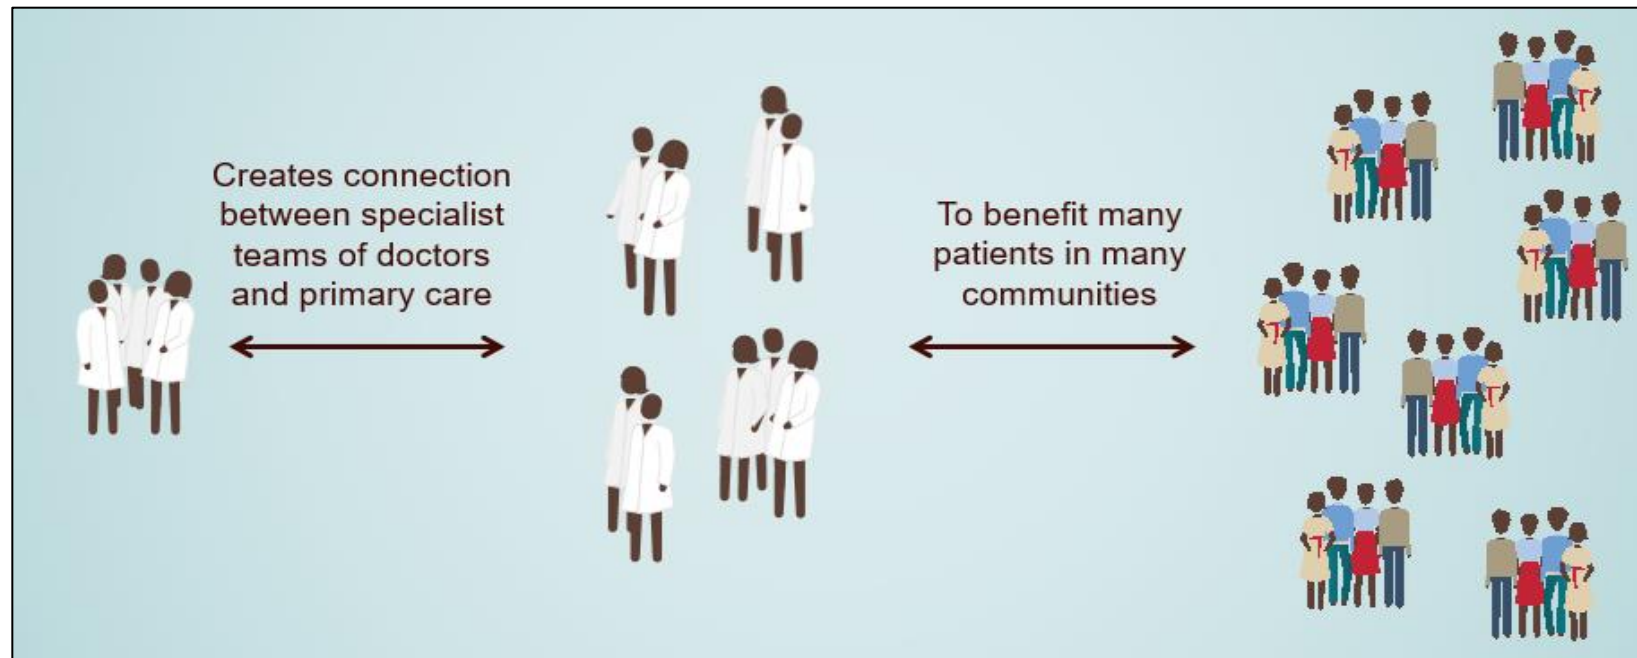 Creates connection
between specialist
teams of doctors
and primary care
To benefit many
patients in many
communities